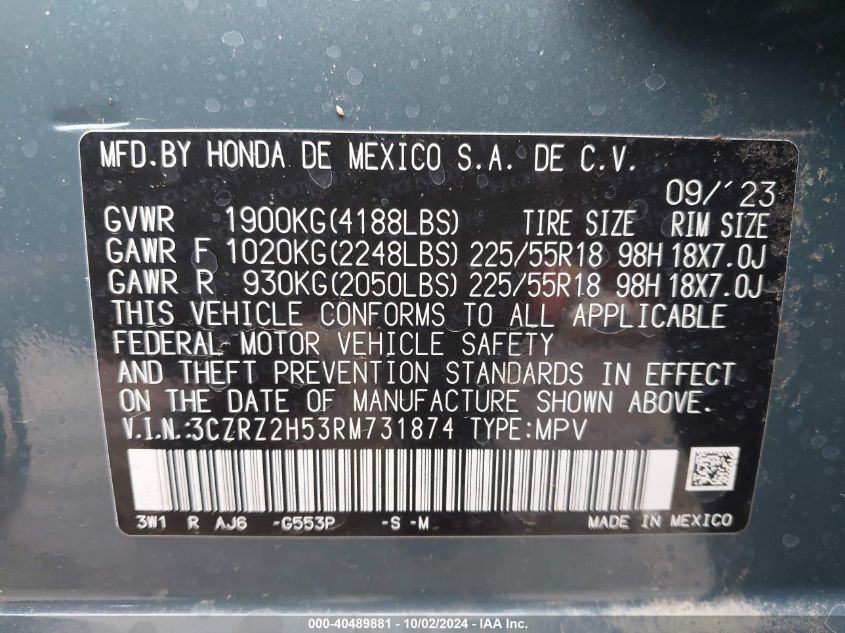 MFD.BY HONDA DE MEXICO S.A. DE C.V.
09/'23
GVWR 1900KG(4188LBS) TIRE SIZE RIM SIZE
GAWR F 1020KG(2248LBS) 225/55R18 98H 18X7.0J
GAWR R 930KG(2050LBS) 225/55R18 98H 18X7.0J
THIS VEHICLE CONFORMS TO ALL APPLICABLE
FEDERAL MOTOR VEHICLE SAFETY
AND THEFT PREVENTION STANDARDS IN EFFECT
ON THE DATE OF MANUFACTURE SHOWN ABOVE.
V.I.N.:3CZRZ2H53RM731874 TYPE:MPV
3W1 R AJ6 -G553P -S -M MADE IN MEXICO
000-40489881 - 10/02/2024 - IAA Inc.